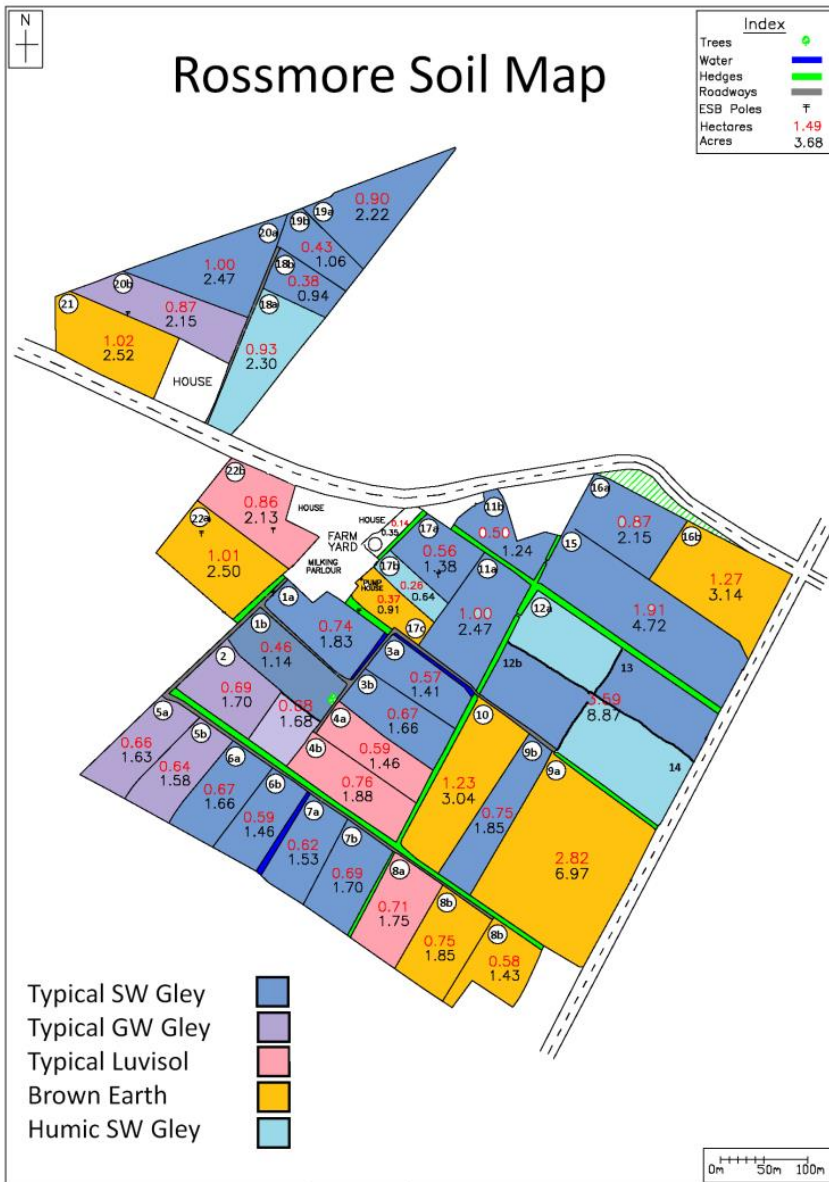 N
Rossmore Soil Map
Index
Trees
Water
Hedges
Roadways
ESB Poles
Hectares 1.49
Acres 3.68
19a
0.90
2.22
19b
0.43
1.06
20a
1.00
2.47
18b
0.38
0.94
20b
0.87
2.15
18a
0.93
2.30
21
1.02
2.52
HOUSE
22b
0.86
2.13
HOUSE
22a
1.01
2.50
HOUSE
0.14
0.35
FARM
YARD
MILKING
PARLOUR
17a
0.56
1.38
17b
0.26
0.64
PUMP
HOUSE
0.37
0.91
17c
11b
0.50
1.24
11a
1.00
2.47
16a
0.87
2.15
16b
1.27
3.14
15
1.91
4.72
12a
12b
13
3.59
8.87
14
1a
0.74
1.83
1b
0.46
1.14
2
0.69
1.70
0.68
1.68
3a
0.57
1.41
3b
0.67
1.66
4a
0.59
1.46
4b
0.76
1.88
10
1.23
3.04
9b
0.75
1.85
9a
2.82
6.97
5a
0.66
1.63
5b
0.64
1.58
6a
0.67
1.66
6b
0.59
1.46
7a
0.62
1.53
7b
0.69
1.70
8a
0.71
1.75
8b
0.75
1.85
8b
0.58
1.43
Typical SW Gley
Typical GW Gley
Typical Luvisol
Brown Earth
Humic SW Gley
0m 50m 100m